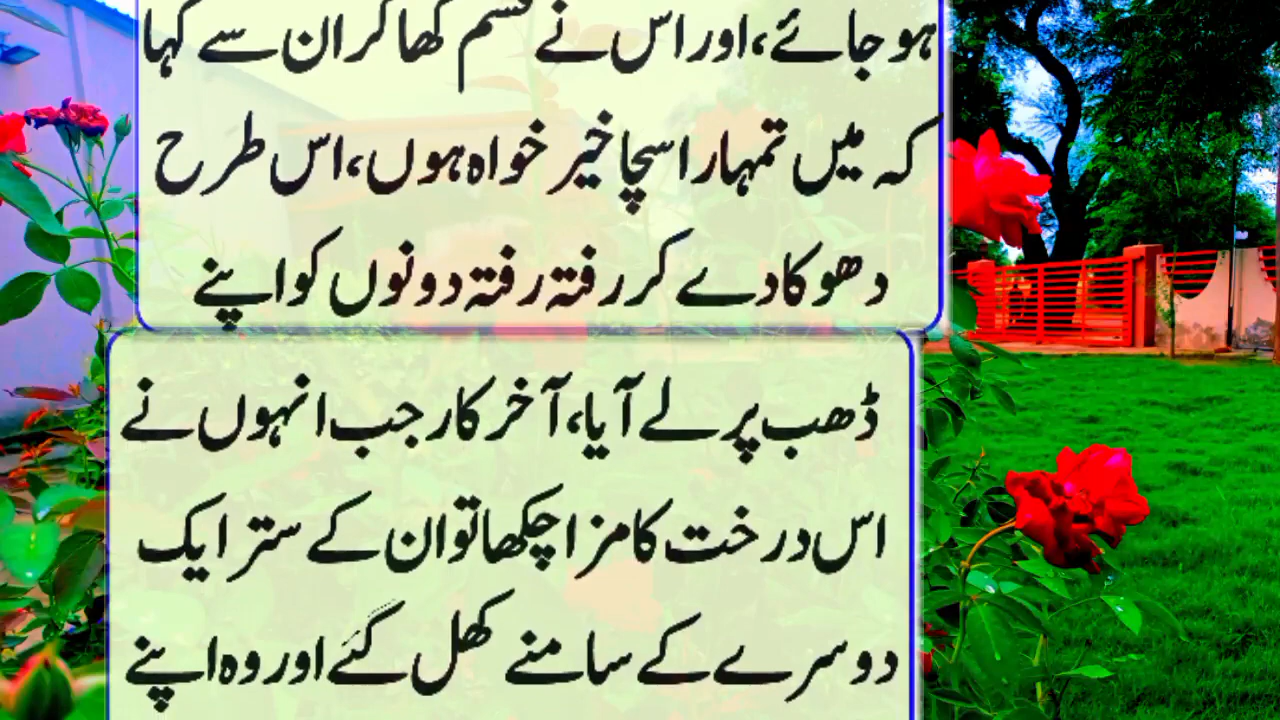 ہو جائے، اور اس نے قسم کھا کر ان سے کہا
کہ میں تمہارا سچا خیر خواہ ہوں، اس طرح
دھوکا دے کر رفتہ رفتہ دونوں کو اپنے
ڈھب پر لے آیا، آخر کار جب انہوں نے
اس درخت کا مزا چکھا تو ان کے ستر ایک
دوسرے کے سامنے کھل گئے اور وہ اپنے